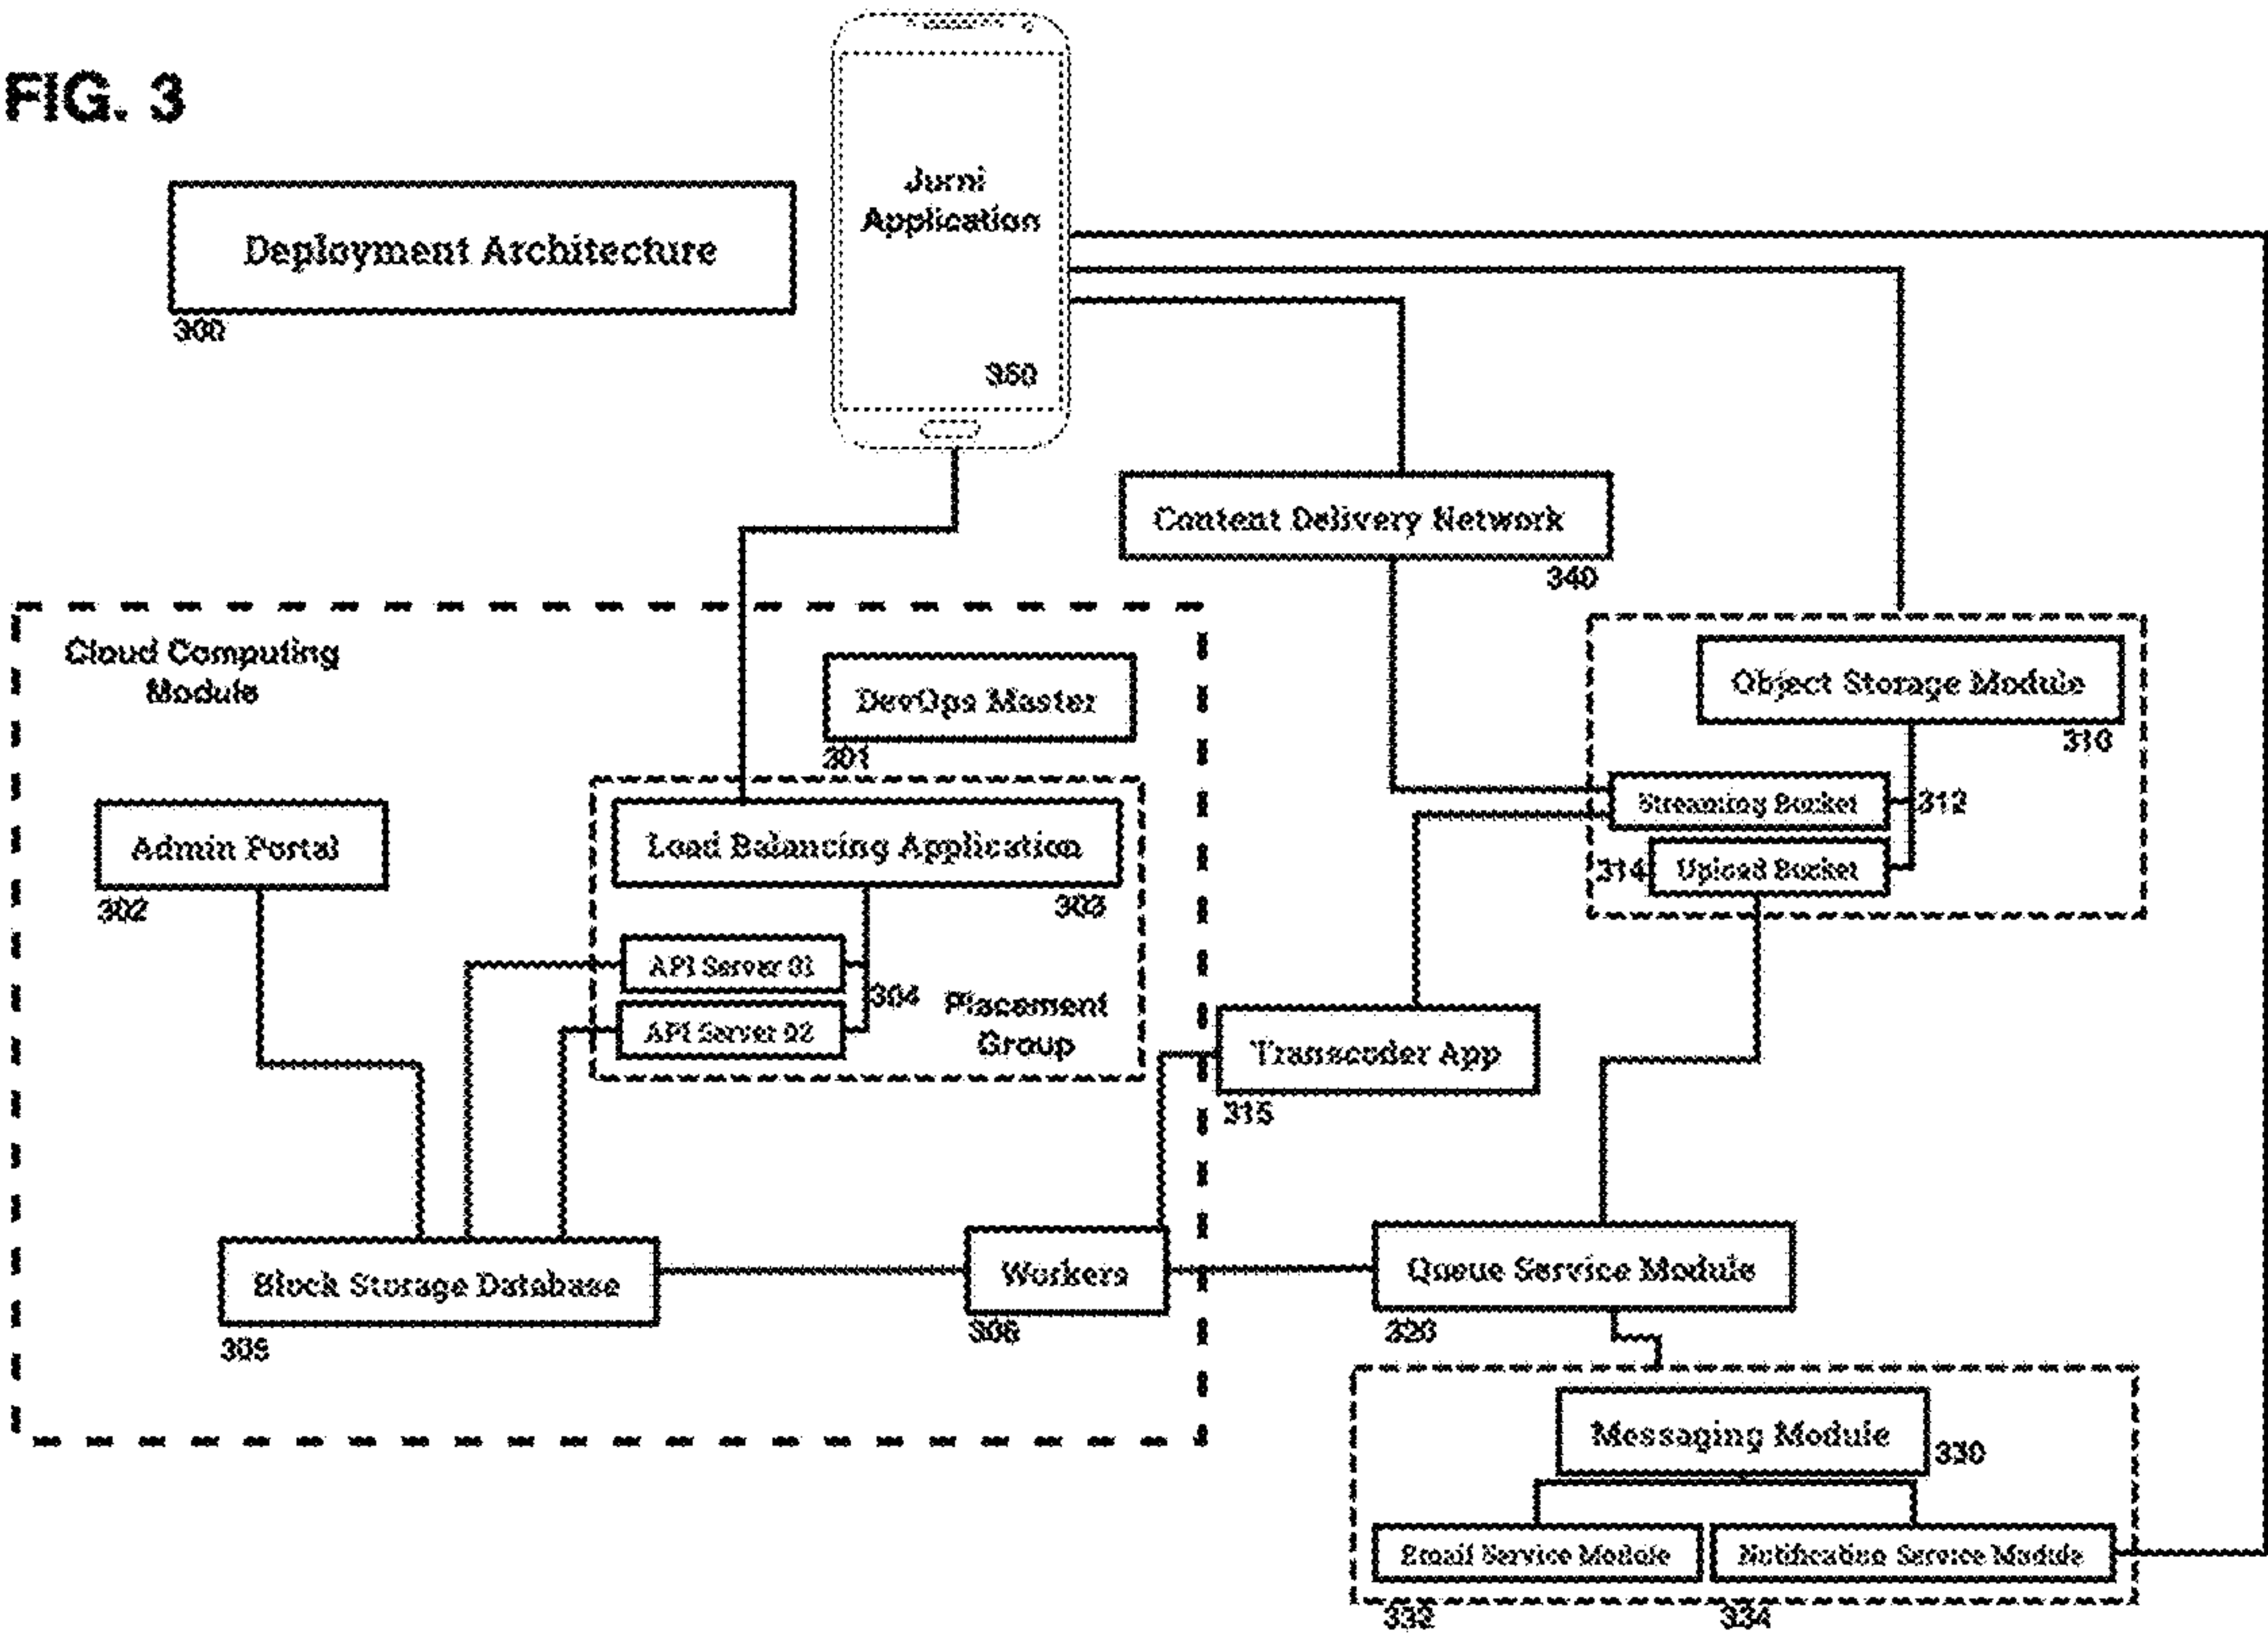 FIG. 3
Jurni
Application
350
Deployment Architecture
300
Content Delivery Network
340
Cloud Computing
Module
DevOps Master
301
Object Storage Module
310
Streaming Bucket
312
Upload Bucket
314
Admin Portal
302
Load Balancing Application
303
API Server 01
304
API Server 02
Placement
Group
Transcoder App
315
Block Storage Database
305
Workers
306
Queue Service Module
320
Messaging Module
330
Email Service Module
332
Notification Service Module
334